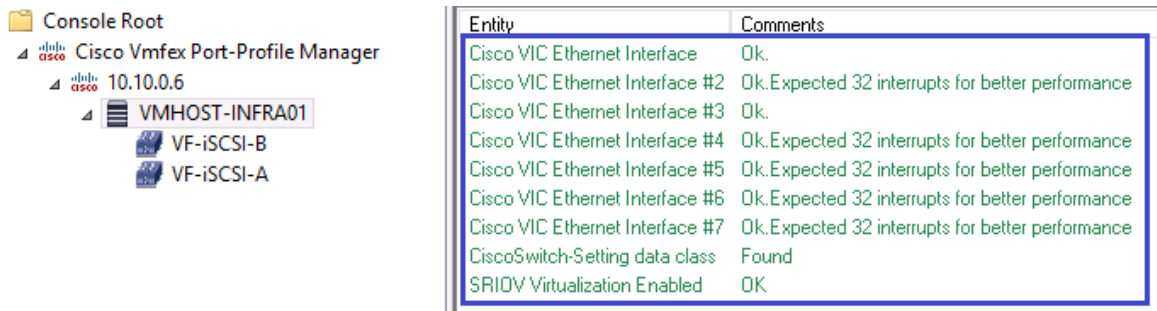 Console Root
cisco Cisco Vmfex Port-Profile Manager
cisco 10.10.0.6
VMHOST-INFRA01
VF-iSCSI-B
VF-iSCSI-A
Entity Comments
Cisco VIC Ethernet Interface Ok.
Cisco VIC Ethernet Interface #2 Ok.Expected 32 interrupts for better performance
Cisco VIC Ethernet Interface #3 Ok.
Cisco VIC Ethernet Interface #4 Ok.Expected 32 interrupts for better performance
Cisco VIC Ethernet Interface #5 Ok.Expected 32 interrupts for better performance
Cisco VIC Ethernet Interface #6 Ok.Expected 32 interrupts for better performance
Cisco VIC Ethernet Interface #7 Ok.Expected 32 interrupts for better performance
CiscoSwitch-Setting data class Found
SRIOV Virtualization Enabled OK